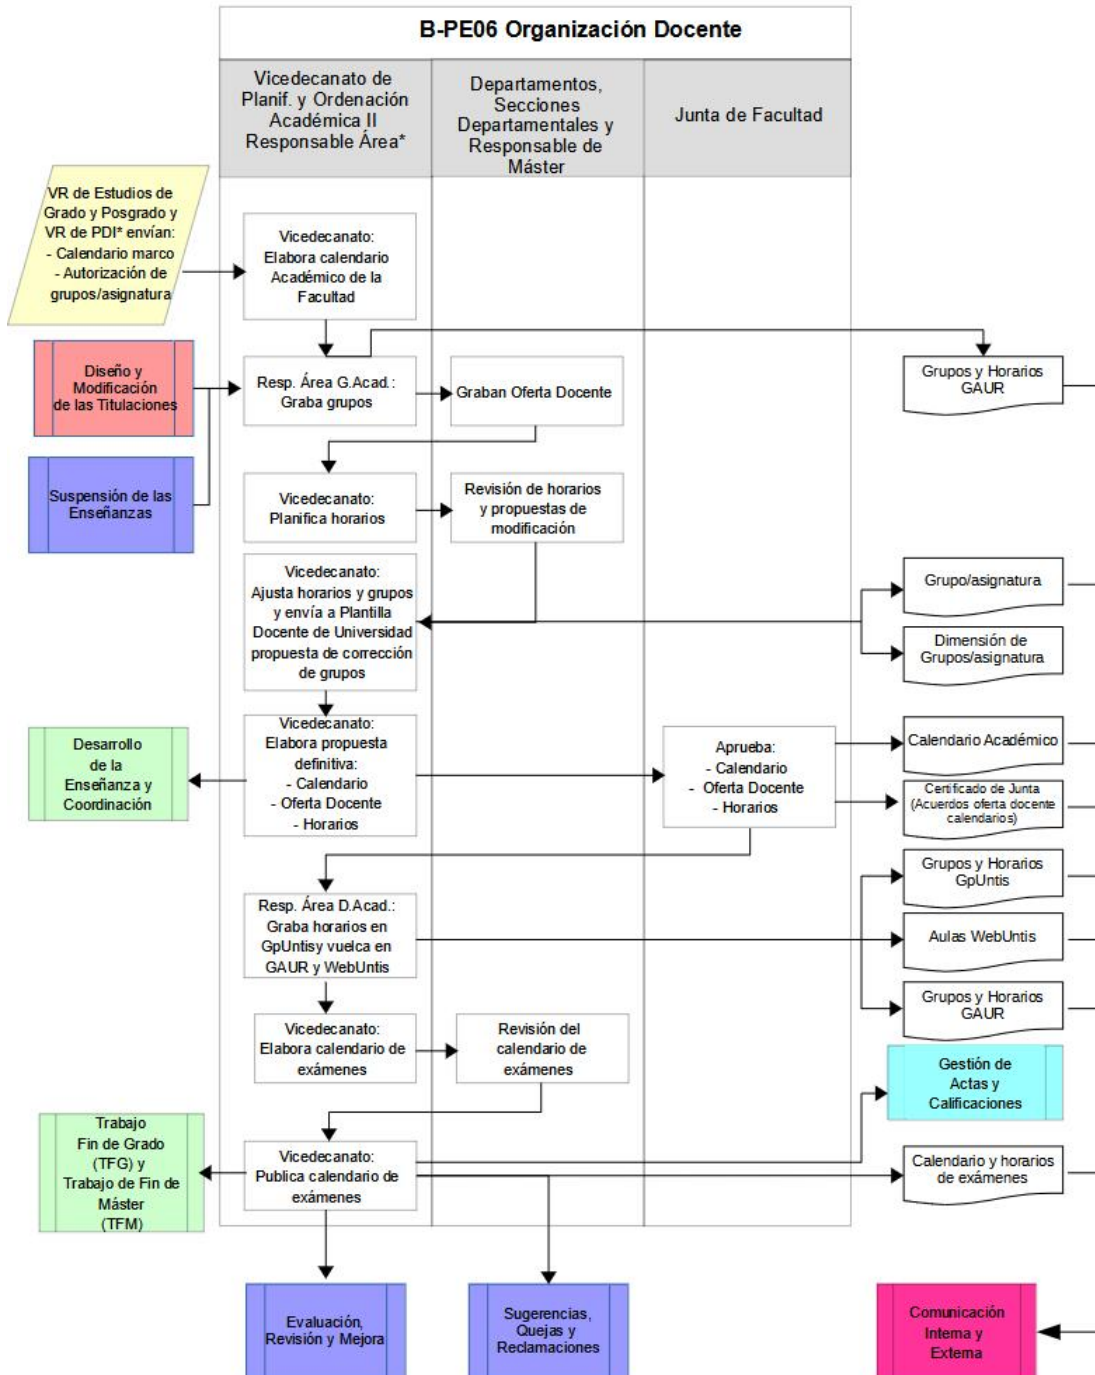 B-PE06 Organización Docente
Vicedecanato de
Planif. y Ordenación
Académica II
Responsable Área*
Departamentos,
Secciones
Departamentales y
Responsable de
Máster
Junta de Facultad
VR de Estudios de
Grado y Posgrado y
VR de PDI* envían:
- Calendario marco
- Autorización de
grupos/asignatura
Vicedecanato:
Elabora calendario
Académico de la
Facultad
Diseño y
Modificación
de las Titulaciones
Resp. Área G.Acad.:
Graba grupos
Graban Oferta Docente
Grupos y Horarios
GAUR
Suspensión de las
Enseñanzas
Vicedecanato:
Planifica horarios
Revisión de horarios
y propuestas de
modificación
Vicedecanato:
Ajusta horarios y grupos
y envía a Plantilla
Docente de Universidad
propuesta de corrección
de grupos
Grupo/asignatura
Dimensión de
Grupos/asignatura
Desarrollo
de la
Enseñanza y
Coordinación
Vicedecanato:
Elabora propuesta
definitiva:
- Calendario
- Oferta Docente
- Horarios
Aprueba:
- Calendario
- Oferta Docente
- Horarios
Calendario Académico
Certificado de Junta
(Acuerdos oferta docente
calendarios)
Resp. Área D.Acad.:
Graba horarios en
GpUntisy vuelca en
GAUR y WebUntis
Grupos y Horarios
GpUntis
Aulas WebUntis
Grupos y Horarios
GAUR
Vicedecanato:
Elabora calendario de
exámenes
Revisión del
calendario de
exámenes
Gestión de
Actas y
Calificaciones
Trabajo
Fin de Grado
(TFG) y
Trabajo de Fin de
Máster
(TFM)
Vicedecanato:
Publica calendario de
exámenes
Calendario y horarios
de exámenes
Evaluación,
Revisión y Mejora
Sugerencias,
Quejas y
Reclamaciones
Comunicación
Interna y
Externa